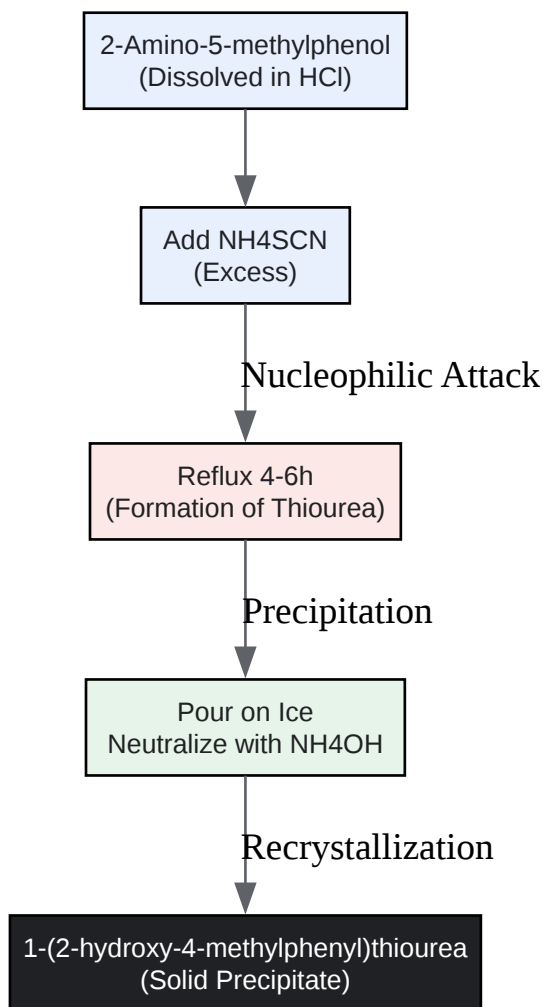 2-Amino-5-methylphenol
(Dissolved in HCl)
Add NH4SCN
(Excess)
Nucleophilic Attack
Reflux 4-6h
(Formation of Thiourea)
Precipitation
Pour on Ice
Neutralize with NH4OH
Recrystallization
1-(2-hydroxy-4-methylphenyl)thiourea
(Solid Precipitate)